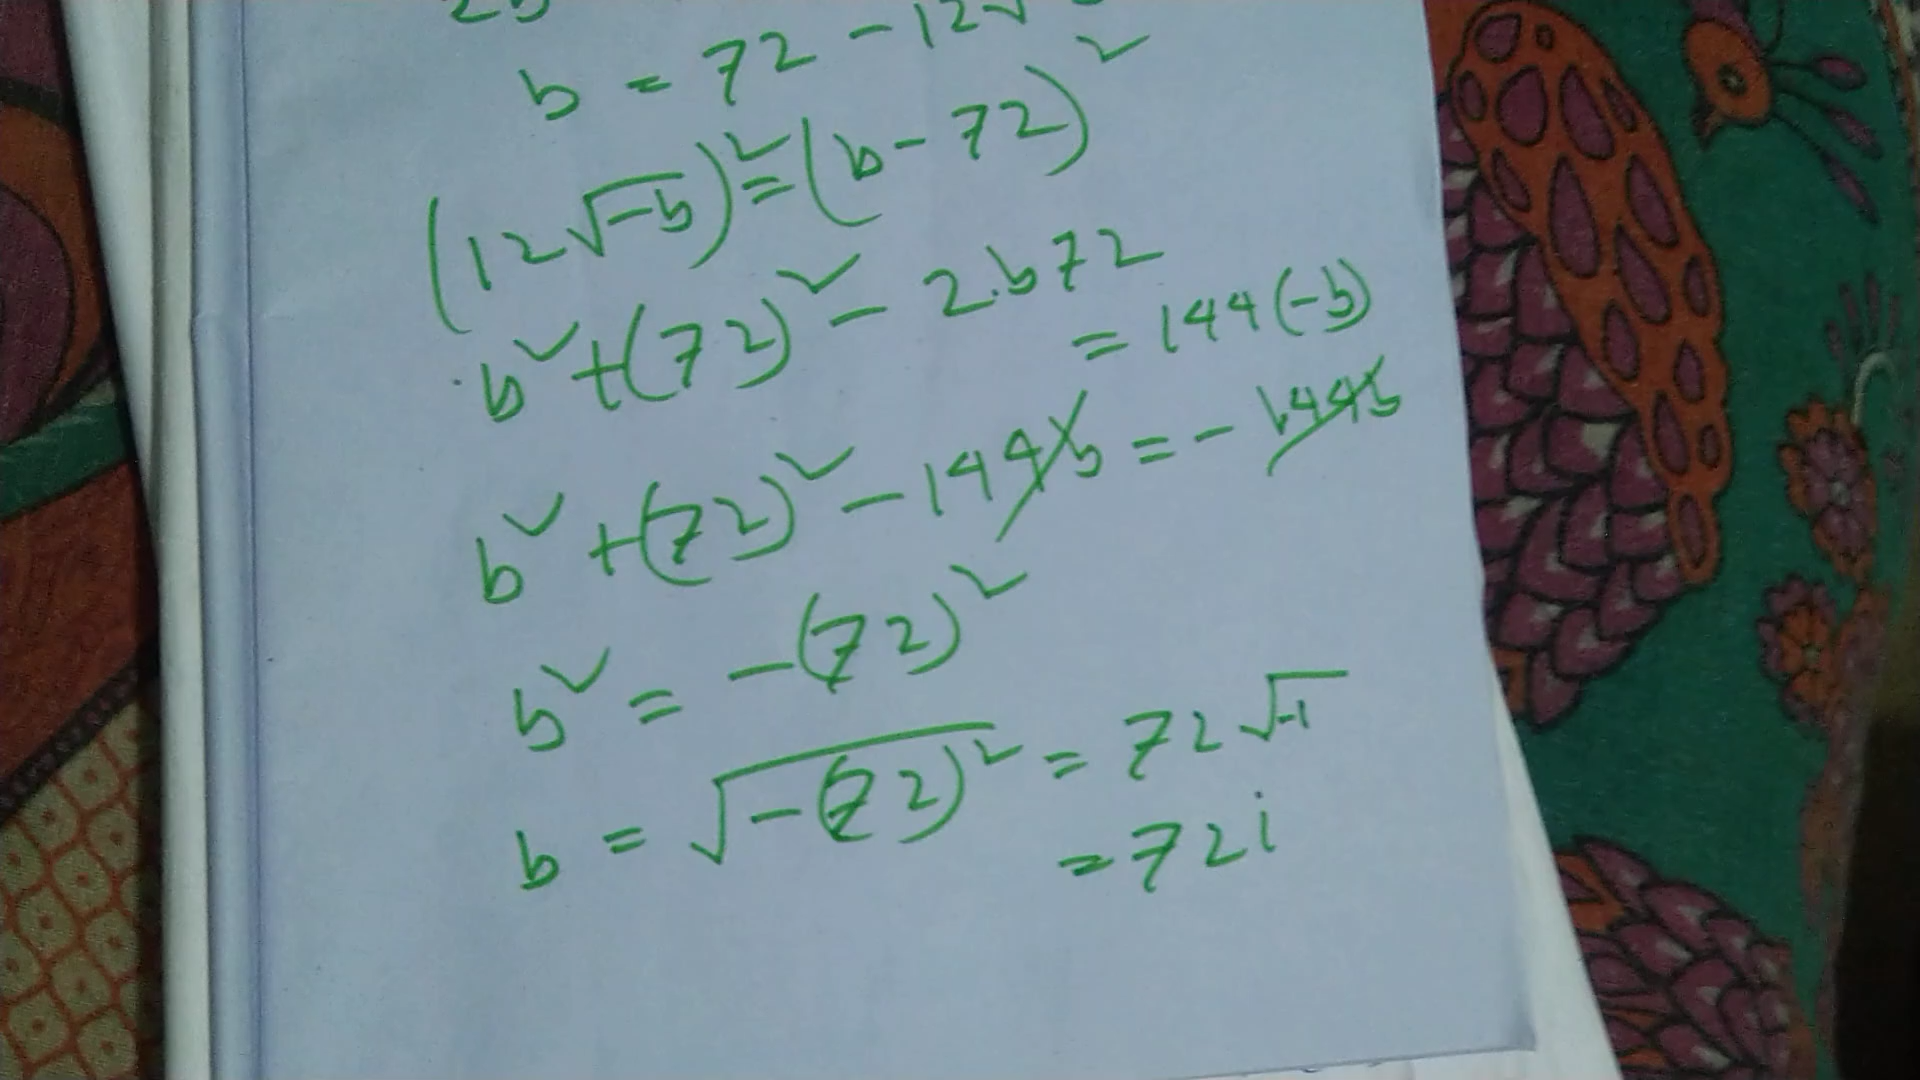 2b
b = 72 - 12√
(12√-b)² = (b - 72)²
b² + (72)² - 2.b72
= 144(-b)
b² + (72)² - 144b = - 144b
b² = -(72)²
b = √-(72)² = 72√-1
= 72i